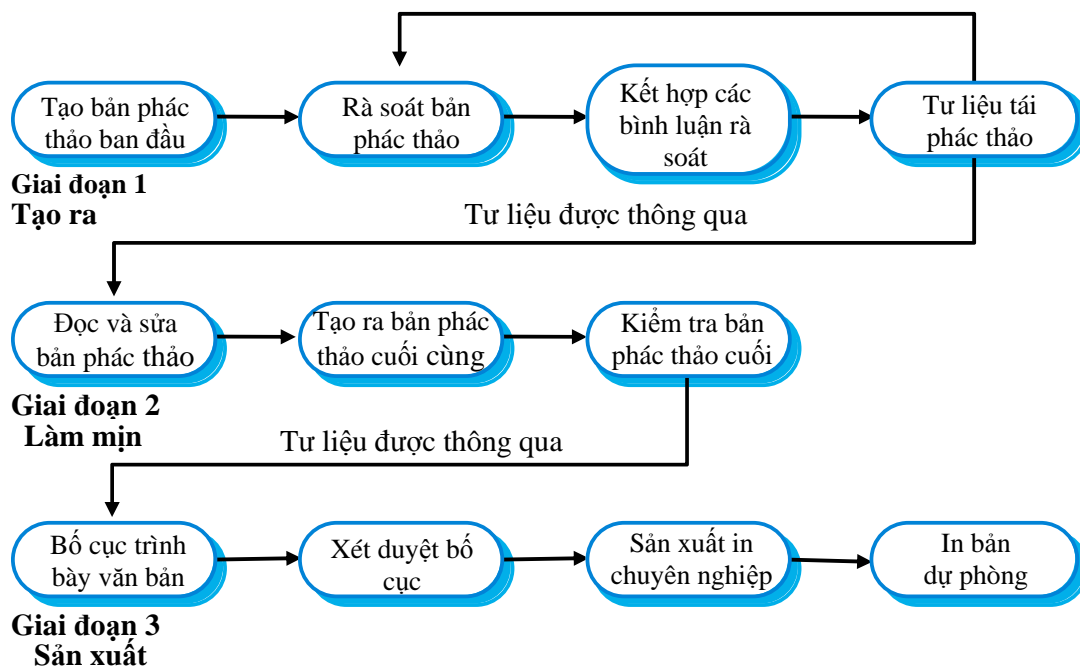 Tạo bản phác
thảo ban đầu
Rà soát bản
phác thảo
Kết hợp các
bình luận rà
soát
Tư liệu tái
phác thảo
Giai đoạn 1
Tạo ra
Tư liệu được thông qua
Đọc và sửa
bản phác thảo
Tạo ra bản phác
thảo cuối cùng
Kiểm tra bản
phác thảo cuối
Giai đoạn 2
Làm mịn
Tư liệu được thông qua
Bố cục trình
bày văn bản
Xét duyệt bố
cục
Sản xuất in
chuyên nghiệp
In bản
dự phòng
Giai đoạn 3
Sản xuất